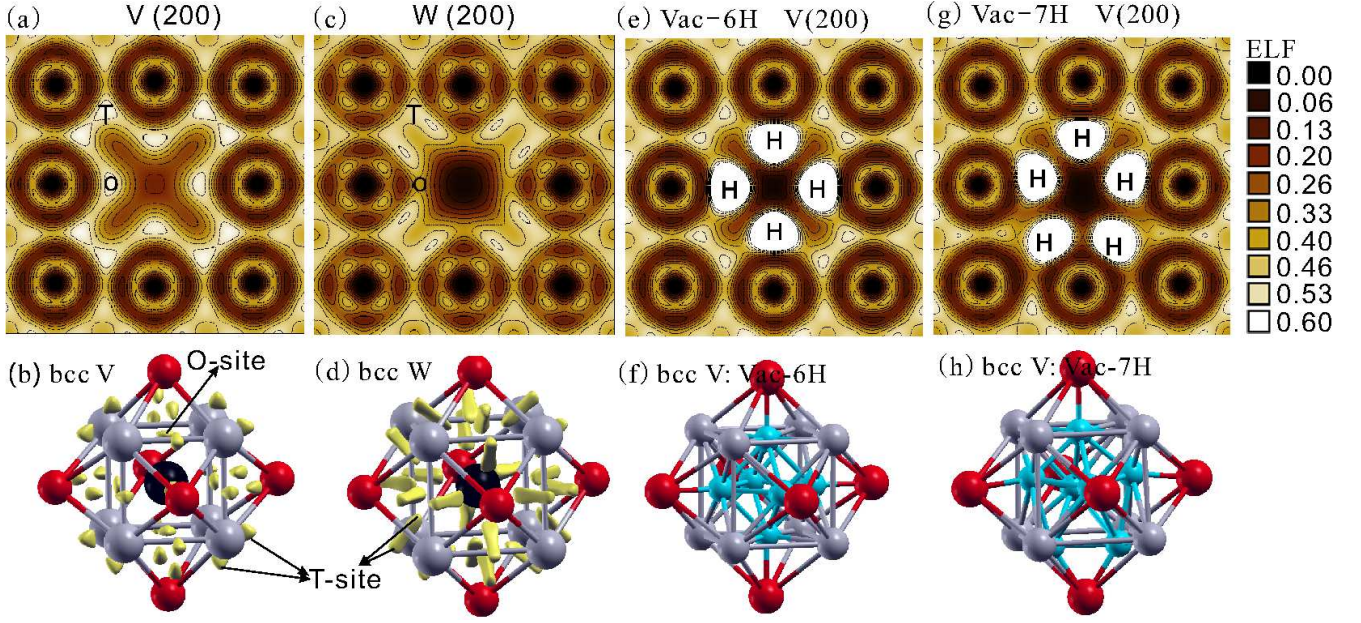 (a) V (200) (c) W (200) (e) Vac-6H V(200) (g) Vac-7H V(200)
ELF
0.00
0.06
0.13
0.20
0.26
0.33
0.40
0.46
0.53
0.60
T
O
T
O
H
H H
H
H
H H
H H
(b) bcc V O-site (d) bcc W (f) bcc V: Vac-6H (h) bcc V: Vac-7H
T-site